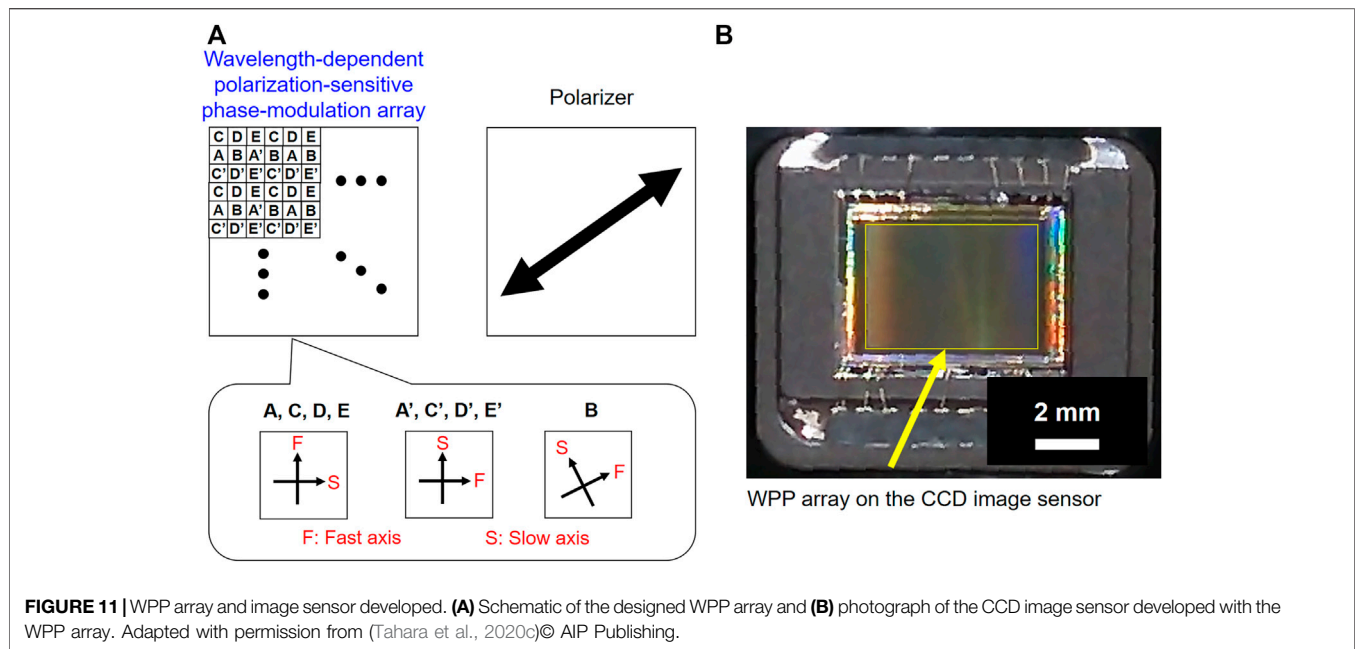 A
Wavelength-dependent
polarization-sensitive
phase-modulation array
C D E C D E
A B A’ B A B
C’ D’ E’ C’ D’ E’
C D E C D E
A B A’ B A B
C’ D’ E’ C’ D’ E’
Polarizer
A, C, D, E
F
S
A’, C’, D’, E’
S
F
B
S
F
F: Fast axis
S: Slow axis
B
2 mm
WPP array on the CCD image sensor
FIGURE 11 | WPP array and image sensor developed. (A) Schematic of the designed WPP array and (B) photograph of the CCD image sensor developed with the
WPP array. Adapted with permission from (Tahara et al., 2020c)© AIP Publishing.